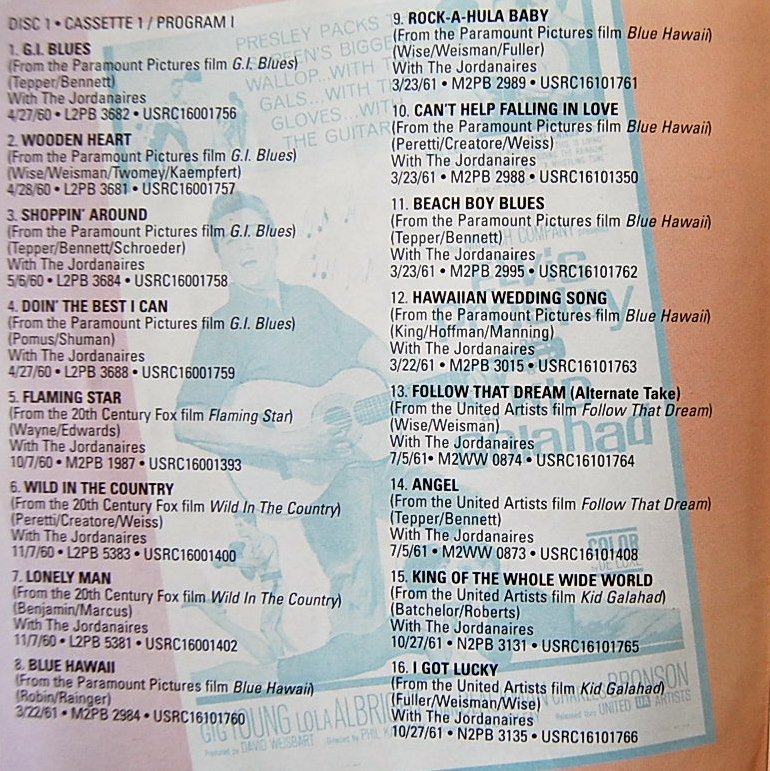 DISC 1 • CASSETTE 1 / PROGRAM I
1. G.I. BLUES
(From the Paramount Pictures film G.I. Blues)
(Tepper/Bennett)
With The Jordanaires
4/27/60 • L2PB 3682 • USRC16001756
2. WOODEN HEART
(From the Paramount Pictures film G.I. Blues)
(Wise/Weisman/Twomey/Kaempfert)
4/28/60 • L2PB 3681 • USRC16001757
3. SHOPPIN' AROUND
(From the Paramount Pictures film G.I. Blues)
(Tepper/Bennett/Schroeder)
With The Jordanaires
5/6/60 • L2PB 3684 • USRC16001758
4. DOIN' THE BEST I CAN
(From the Paramount Pictures film G.I. Blues)
(Pomus/Shuman)
With The Jordanaires
4/27/60 • L2PB 3688 • USRC16001759
5. FLAMING STAR
(From the 20th Century Fox film Flaming Star)
(Wayne/Edwards)
With The Jordanaires
10/7/60 • M2PB 1987 • USRC16001393
6. WILD IN THE COUNTRY
(From the 20th Century Fox film Wild In The Country)
(Peretti/Creatore/Weiss)
With The Jordanaires
11/7/60 • L2PB 5383 • USRC16001400
7. LONELY MAN
(From the 20th Century Fox film Wild In The Country)
(Benjamin/Marcus)
With The Jordanaires
11/7/60 • L2PB 5381 • USRC16001402
8. BLUE HAWAII
(From the Paramount Pictures film Blue Hawaii)
(Robin/Rainger)
3/22/61 • M2PB 2984 • USRC16101760
9. ROCK-A-HULA BABY
(From the Paramount Pictures film Blue Hawaii)
(Wise/Weisman/Fuller)
With The Jordanaires
3/23/61 • M2PB 2989 • USRC16101761
10. CAN'T HELP FALLING IN LOVE
(From the Paramount Pictures film Blue Hawaii)
(Peretti/Creatore/Weiss)
With The Jordanaires
3/23/61 • M2PB 2988 • USRC16101350
11. BEACH BOY BLUES
(From the Paramount Pictures film Blue Hawaii)
(Tepper/Bennett)
With The Jordanaires
3/23/61 • M2PB 2995 • USRC16101762
12. HAWAIIAN WEDDING SONG
(From the Paramount Pictures film Blue Hawaii)
(King/Hoffman/Manning)
With The Jordanaires
3/22/61 • M2PB 3015 • USRC16101763
13. FOLLOW THAT DREAM (Alternate Take)
(From the United Artists film Follow That Dream)
(Wise/Weisman)
With The Jordanaires
7/5/61• M2WW 0874 • USRC16101764
14. ANGEL
(From the United Artists film Follow That Dream)
(Tepper/Bennett)
With The Jordanaires
7/5/61 • M2WW 0873 • USRC16101408
15. KING OF THE WHOLE WIDE WORLD
(From the United Artists film Kid Galahad)
(Batchelor/Roberts)
With The Jordanaires
10/27/61 • N2PB 3131 • USRC16101765
16. I GOT LUCKY
(From the United Artists film Kid Galahad)
(Fuller/Weisman/Wise)
With The Jordanaires
10/27/61 • N2PB 3135 • USRC16101766
PRESLEY PACKS
WALLOP...WITH
GALS...WITH
GLOVES...WITH
THE GUITAR
COMPANY
Galahad
COLOR
GIG YOUNG LOLA CHARLES BRONSON
DAVID WEISBART
UNITED UA ARTISTS